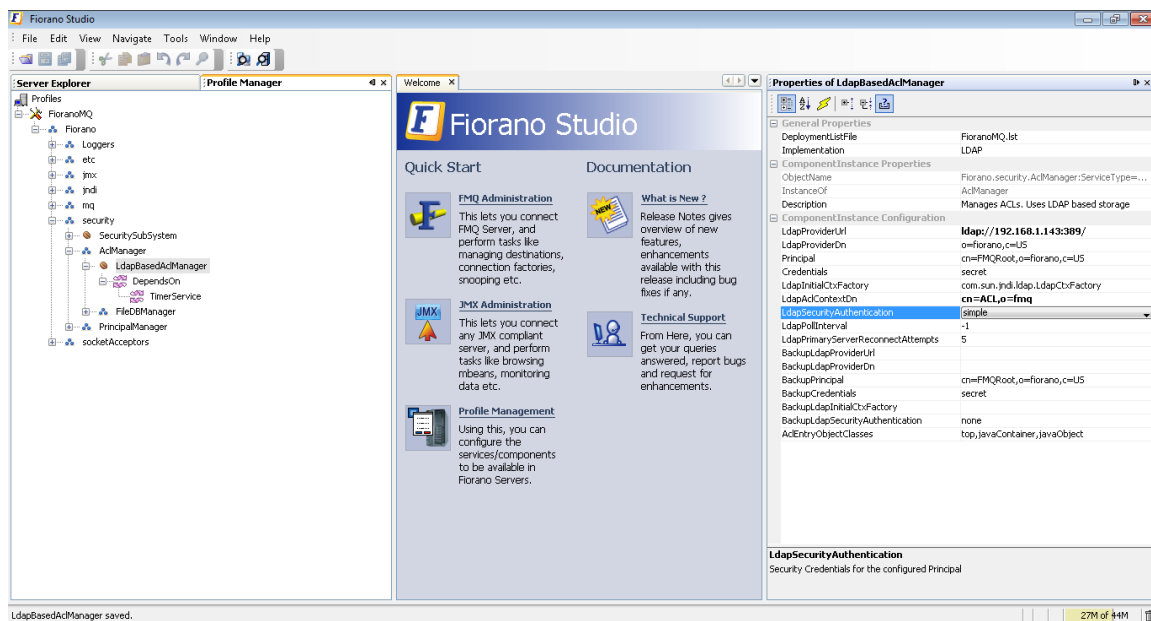 Fiorano Studio
File Edit View Navigate Tools Window Help
Server Explorer
Profile Manager
Profiles
FioranoMQ
Fiorano
Loggers
etc
jmx
jndi
mq
security
SecuritySubSystem
AclManager
LdapBasedAclManager
DependsOn
TimerService
FileDBManager
PrincipalManager
socketAcceptors
Welcome
Fiorano Studio
Quick Start
FMQ Administration
This lets you connect
FMQ Server, and
perform tasks like
managing destinations,
connection factories,
snooping etc.
JMX
JMX Administration
This lets you connect
any JMX compliant
server, and perform
tasks like browsing
mbeans, monitoring
data etc.
Profile Management
Using this, you can
configure the
services/components
to be available in
Fiorano Servers.
Documentation
NEW
What is New ?
Release Notes gives
overview of new
features,
enhancements
available with this
release including bug
fixes if any.
Technical Support
From Here, you can
get your queries
answered, report bugs
and request for
enhancements.
Properties of LdapBasedAclManager
General Properties
DeploymentListFile FioranoMQ.lst
Implementation LDAP
ComponentInstance Properties
ObjectName Fiorano.security.AclManager:ServiceType=...
InstanceOf AclManager
Description Manages ACLs. Uses LDAP based storage
ComponentInstance Configuration
LdapProviderUrl ldap://192.168.1.143:389/
LdapProviderDn o=fiorano,c=US
Principal cn=FMQRoot,o=fiorano,c=US
Credentials secret
LdapInitialCtxFactory com.sun.jndi.ldap.LdapCtxFactory
LdapAclContextDn cn=ACL,o=fmq
LdapSecurityAuthentication simple
LdapPollInterval -1
LdapPrimaryServerReconnectAttempts 5
BackupLdapProviderUrl
BackupLdapProviderDn
BackupPrincipal cn=FMQRoot,o=fiorano,c=US
BackupCredentials secret
BackupLdapInitialCtxFactory
BackupLdapSecurityAuthentication none
AclEntryObjectClasses top,javaContainer,javaObject
LdapSecurityAuthentication
Security Credentials for the configured Principal
LdapBasedAclManager saved.
27M of 44M